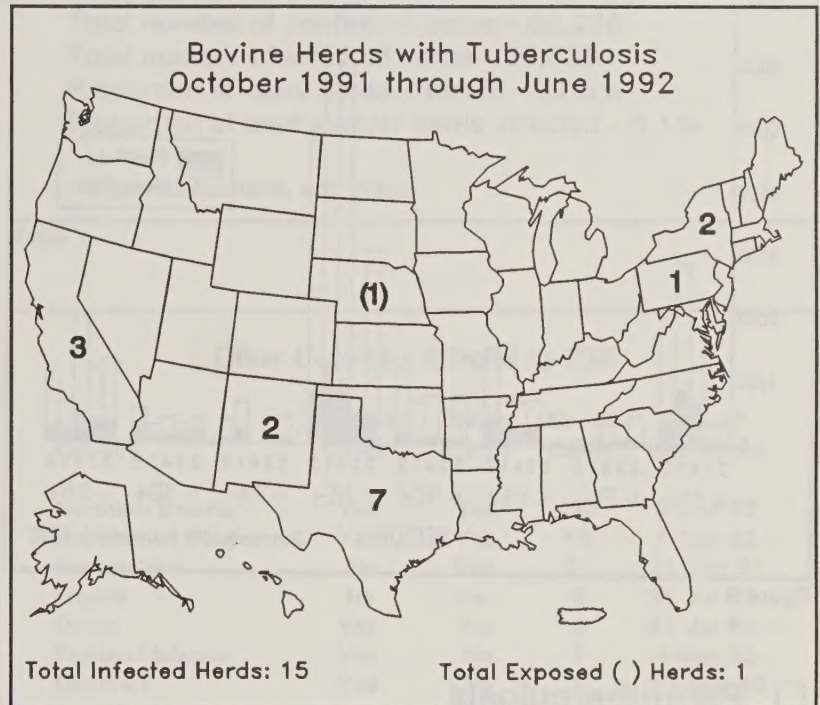 Bovine Herds with Tuberculosis
October 1991 through June 1992
2
(1)
1
3
2
7
Total Infected Herds: 15
Total Exposed ( ) Herds: 1